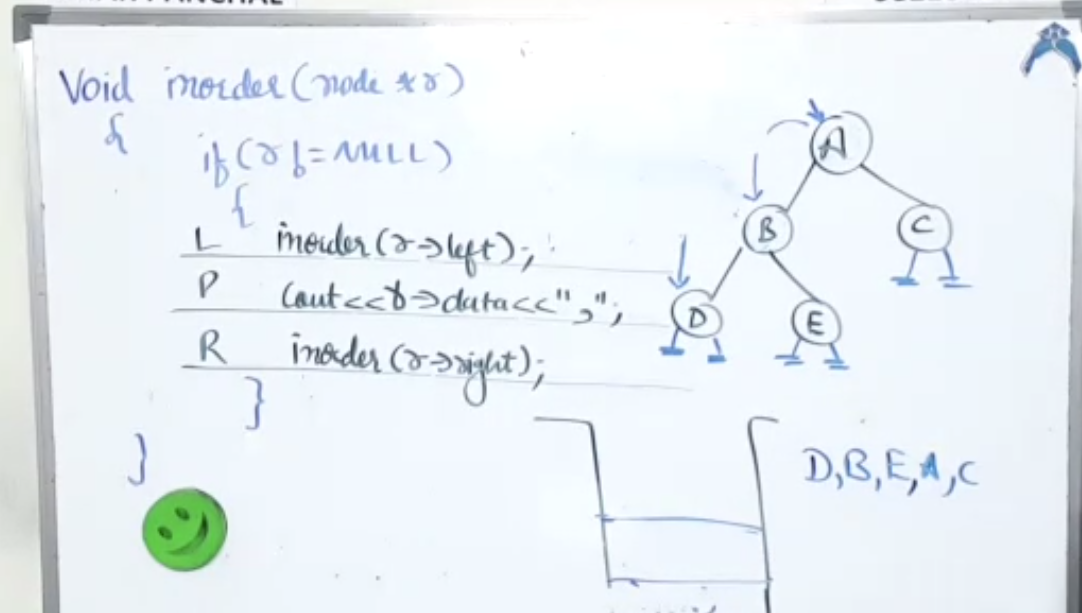 Void inorder(node *r)
{
if(r != NULL)
{
L inorder(r->left);
P Cout<<r->data<<",";
R inorder(r->right);
}
}
A
B
C
D
E
D,B,E,A,C